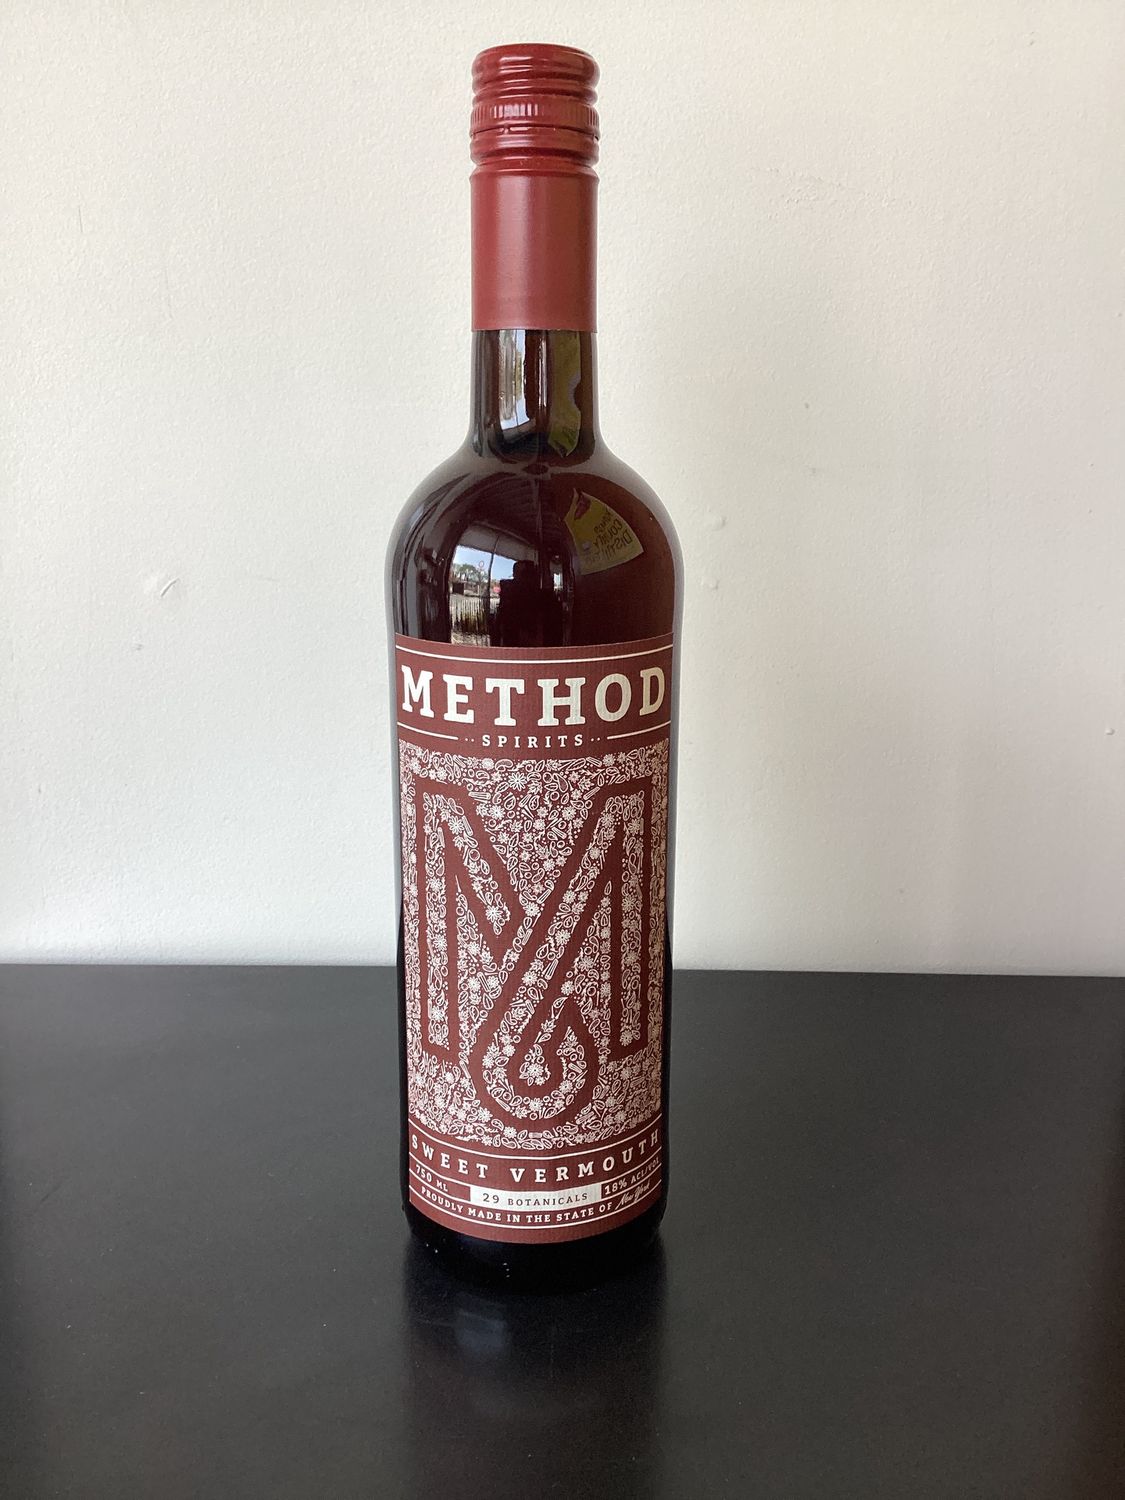 METHOD
SPIRITS
SWEET VERMOUTH
750 ML
29 BOTANICALS
18% ALC/VOL
PROUDLY MADE IN THE STATE OF New York